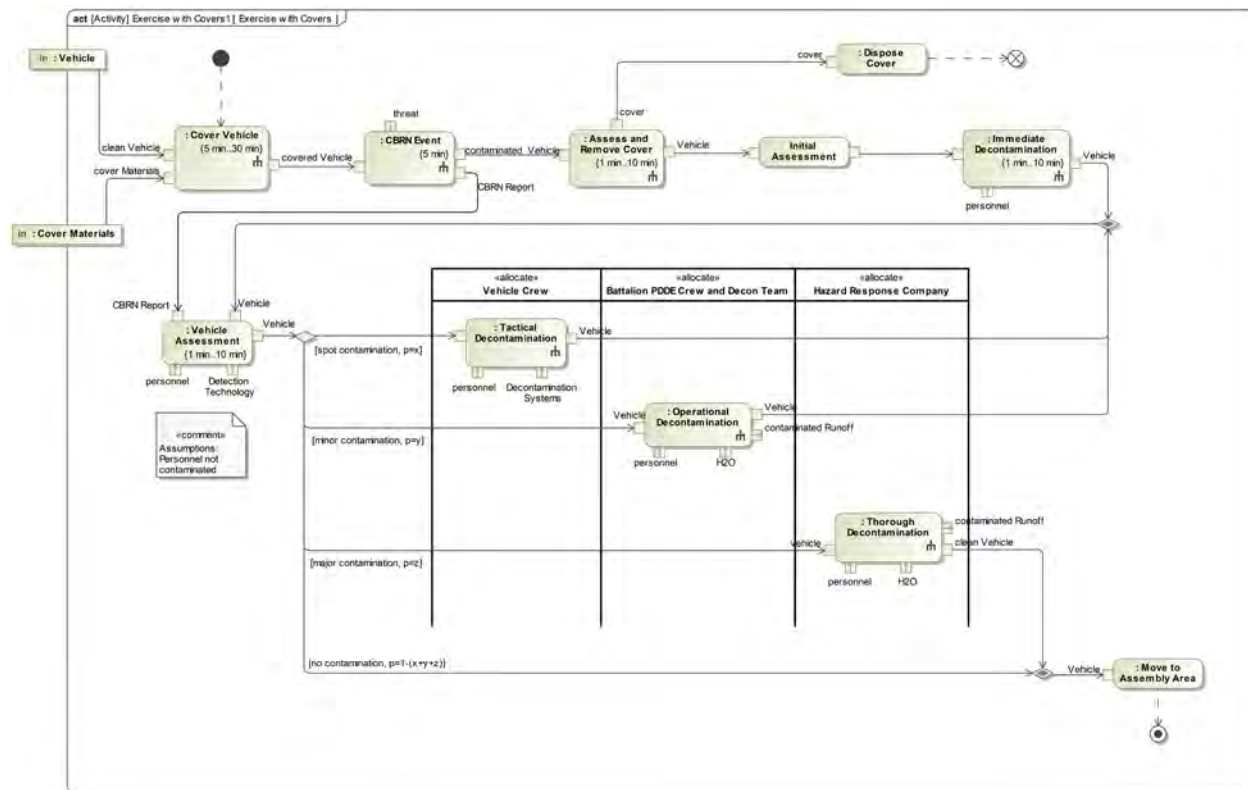 act [Activity] Exercise with Covers1 [ Exercise with Covers ]
in : Vehicle
clean Vehicle
cover Materials
in : Cover Materials
: Cover Vehicle
{5 min..30 min}
covered Vehicle
threat
: CBRN Event
{5 min}
contaminated Vehicle
CBRN Report
cover
: Assess and
Remove Cover
{1 min..10 min}
Vehicle
cover
: Dispose
Cover
Initial
Assessment
: Immediate
Decontamination
{1 min..10 min}
Vehicle
personnel
CBRN Report
Vehicle
: Vehicle
Assessment
{1 min..10 min}
Vehicle
personnel
Detection
Technology
«comment»
Assumptions:
Personnel not
contaminated
«allocate»
Vehicle Crew
«allocate»
Battalion PDDE Crew and Decon Team
«allocate»
Hazard Response Company
[spot contamination, p=x]
: Tactical
Decontamination
Vehicle
personnel
Decontamination
Systems
[minor contamination, p=y]
Vehicle
: Operational
Decontamination
Vehicle
contaminated Runoff
personnel
H2O
[major contamination, p=z]
vehicle
: Thorough
Decontamination
contaminated Runoff
clean Vehicle
personnel
H2O
[no contamination, p=1-(x+y+z)]
Vehicle
: Move to
Assembly Area